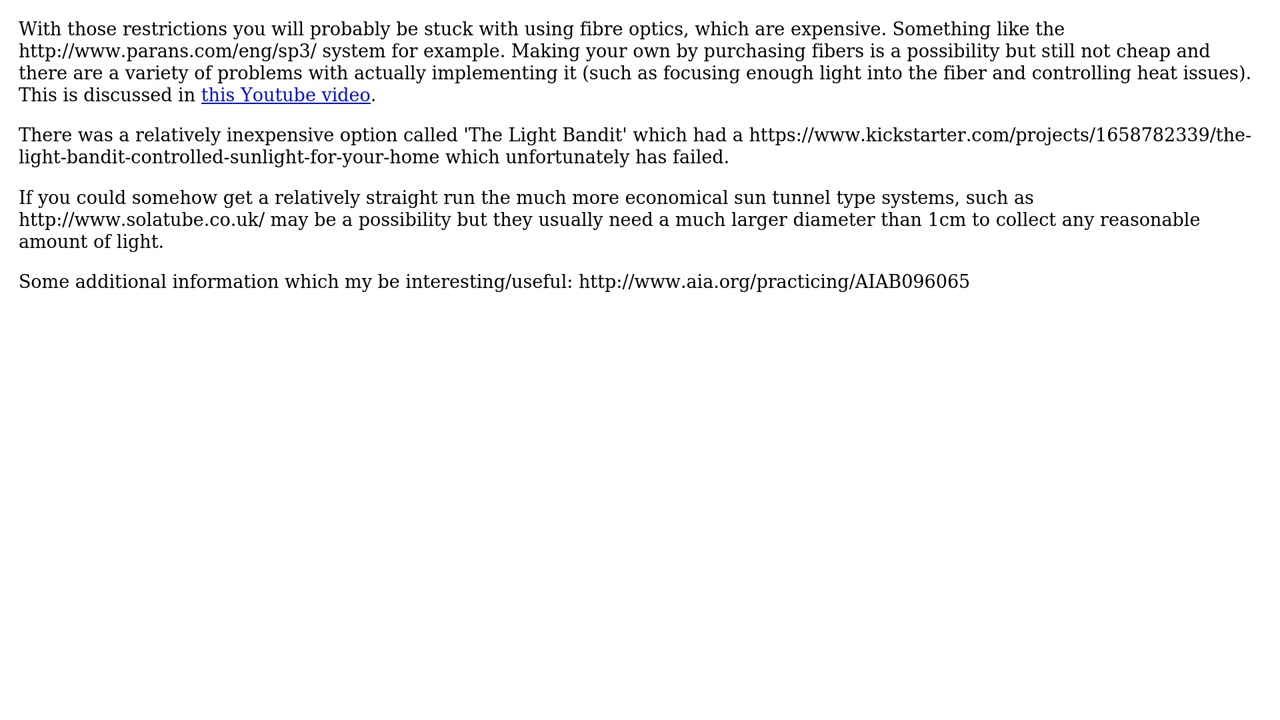 With those restrictions you will probably be stuck with using fibre optics, which are expensive. Something like the
http://www.parans.com/eng/sp3/ system for example. Making your own by purchasing fibers is a possibility but still not cheap and
there are a variety of problems with actually implementing it (such as focusing enough light into the fiber and controlling heat issues).
This is discussed in this Youtube video.
There was a relatively inexpensive option called 'The Light Bandit' which had a https://www.kickstarter.com/projects/1658782339/the-
light-bandit-controlled-sunlight-for-your-home which unfortunately has failed.
If you could somehow get a relatively straight run the much more economical sun tunnel type systems, such as
http://www.solatube.co.uk/ may be a possibility but they usually need a much larger diameter than 1cm to collect any reasonable
amount of light.
Some additional information which my be interesting/useful: http://www.aia.org/practicing/AIAB096065